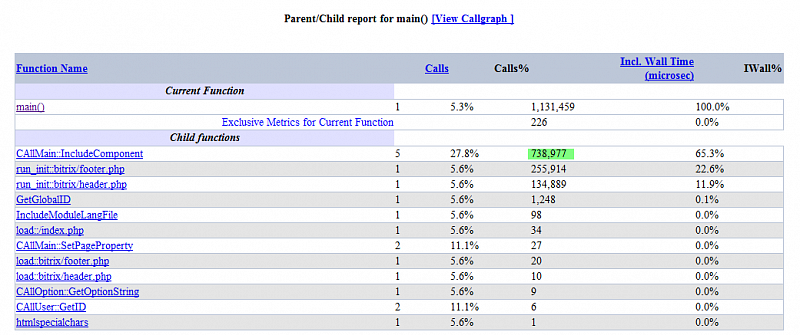 Parent/Child report for main() [View Callgraph ]
Function Name Calls Calls% Incl. Wall Time (microsec) IWall%
Current Function
main() 1 5.3% 1,131,459 100.0%
Exclusive Metrics for Current Function 226 0.0%
Child functions
CAllMain::IncludeComponent 5 27.8% 738,977 65.3%
run_init::bitrix/footer.php 1 5.6% 255,914 22.6%
run_init::bitrix/header.php 1 5.6% 134,889 11.9%
GetGlobalID 1 5.6% 1,248 0.1%
IncludeModuleLangFile 1 5.6% 98 0.0%
load::/index.php 1 5.6% 34 0.0%
CAllMain::SetPageProperty 2 11.1% 27 0.0%
load::bitrix/footer.php 1 5.6% 20 0.0%
load::bitrix/header.php 1 5.6% 10 0.0%
CAllOption::GetOptionString 1 5.6% 9 0.0%
CAllUser::GetID 2 11.1% 6 0.0%
htmlspecialchars 1 5.6% 1 0.0%